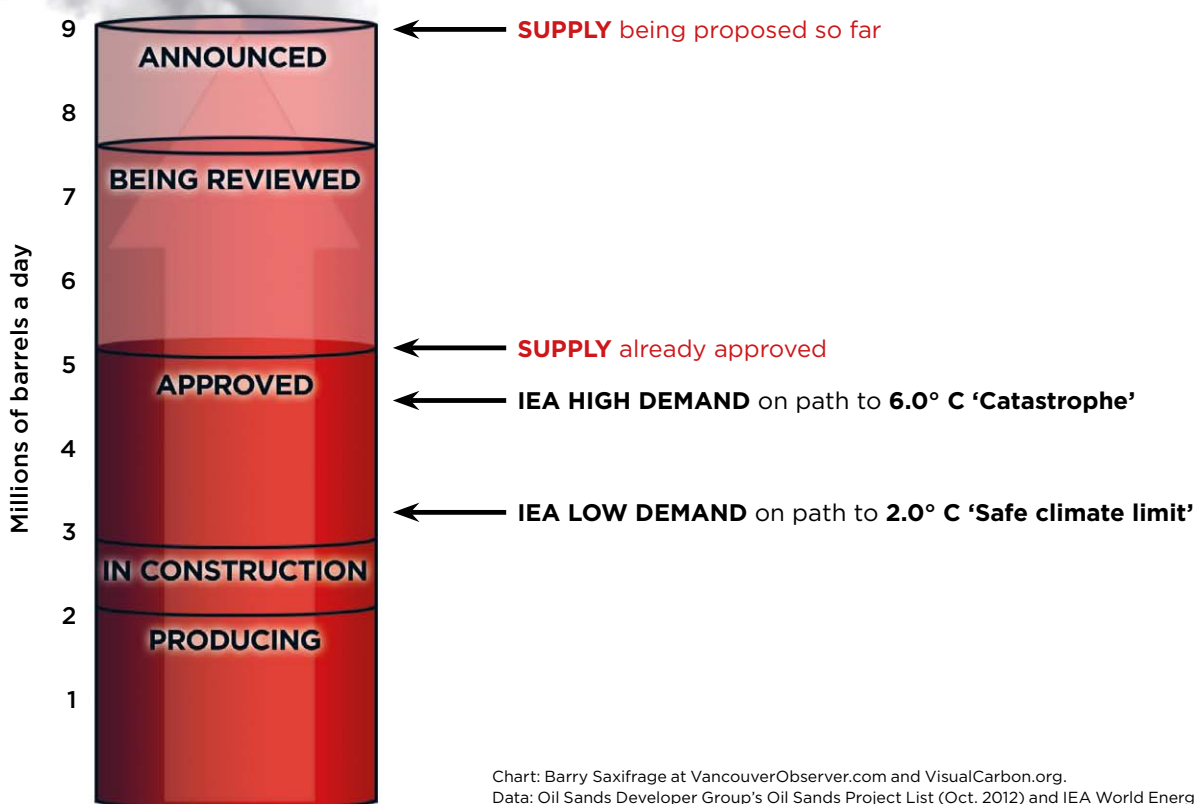 9
SUPPLY being proposed so far
ANNOUNCED
8
BEING REVIEWED
7
6
SUPPLY already approved
5
APPROVED
IEA HIGH DEMAND on path to 6.0° C ‘Catastrophe’
4
IEA LOW DEMAND on path to 2.0° C ‘Safe climate limit’
3
IN CONSTRUCTION
2
PRODUCING
1
Millions of barrels a day
Chart: Barry Saxifrage at VancouverObserver.com and VisualCarbon.org.
Data: Oil Sands Developer Group’s Oil Sands Project List (Oct. 2012) and IEA World Energ